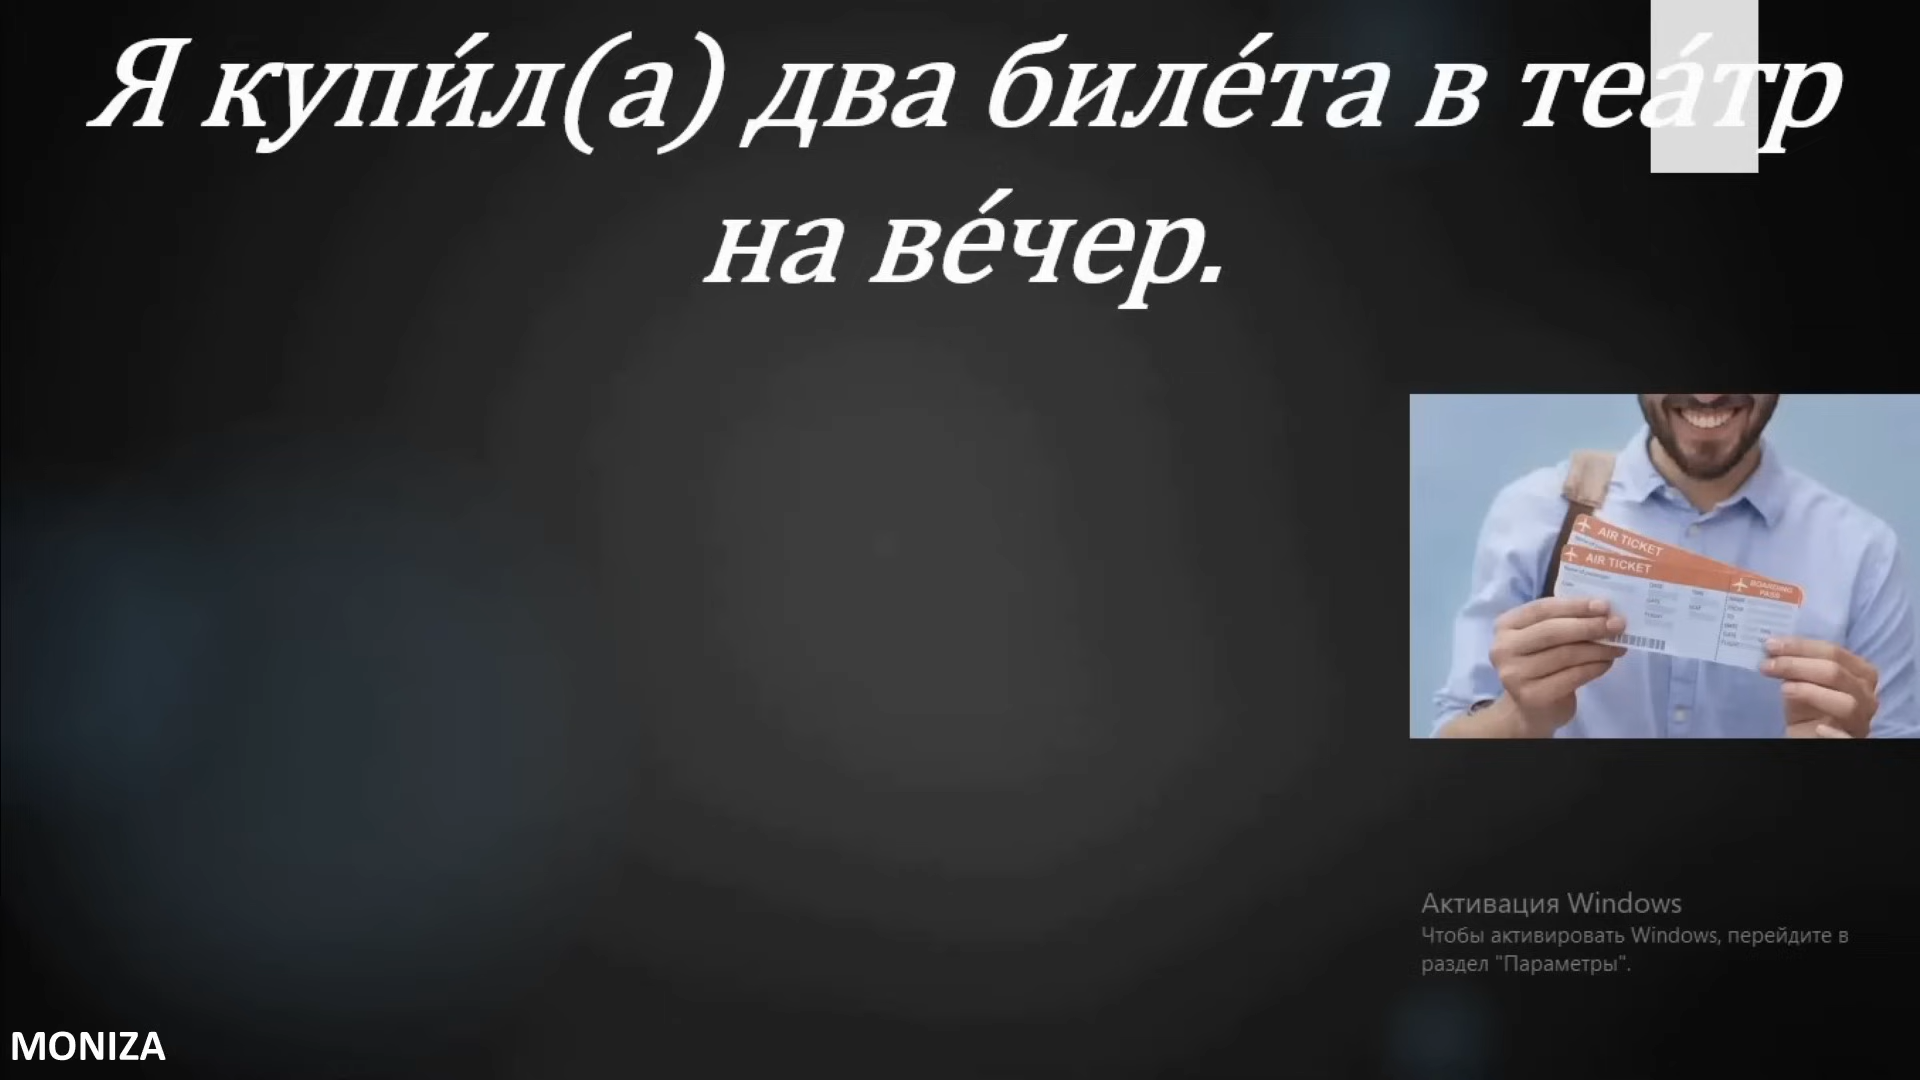 Я купи́л(а) два биле́та в теа́тр
на ве́чер.
AIR TICKET
AIR TICKET
BOARDING
PASS
Активация Windows
Чтобы активировать Windows, перейдите в
раздел "Параметры".
MONIZA